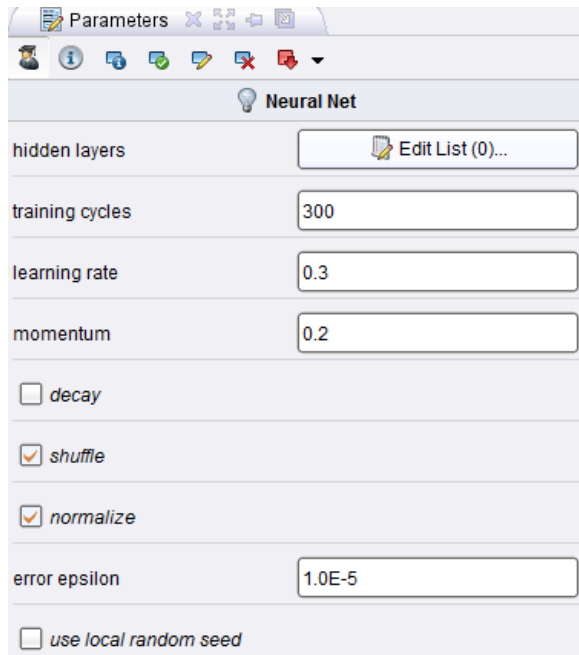 Parameters
Neural Net
hidden layers Edit List (0)...
training cycles 300
learning rate 0.3
momentum 0.2
decay
shuffle
normalize
error epsilon 1.0E-5
use local random seed